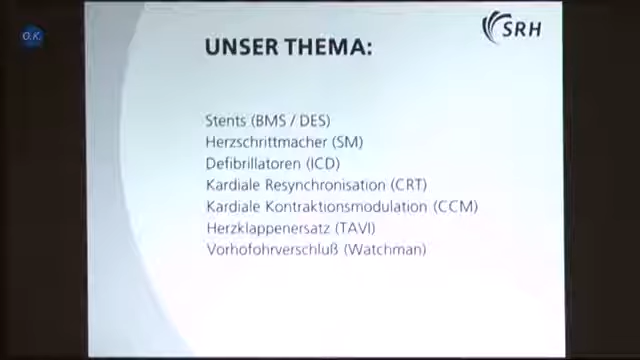 O.K.
SRH
UNSER THEMA:
Stents (BMS / DES)
Herzschrittmacher (SM)
Defibrillatoren (ICD)
Kardiale Resynchronisation (CRT)
Kardiale Kontraktionsmodulation (CCM)
Herzklappenersatz (TAVI)
Vorhofohrverschluß (Watchman)